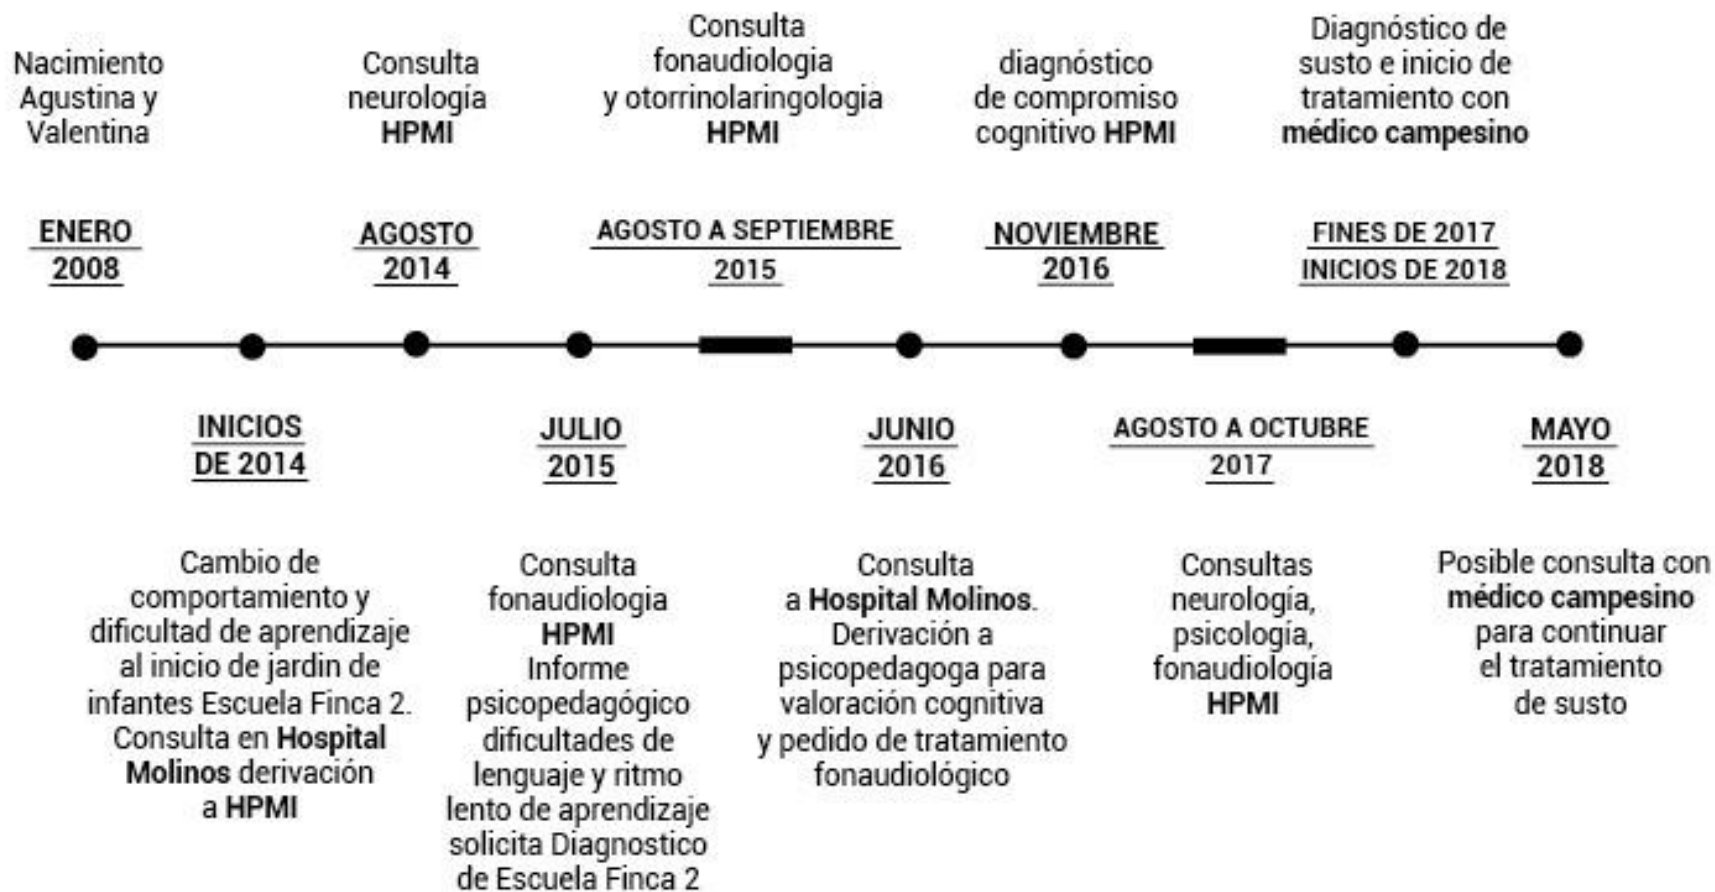 Nacimiento
Agustina y
Valentina
ENERO
2008
INICIOS
DE 2014
Cambio de
comportamiento y
dificultad de aprendizaje
al inicio de jardin de
infantes Escuela Finca 2.
Consulta en Hospital
Molinos derivación
a HPMI
Consulta
neurología
HPMI
AGOSTO
2014
JULIO
2015
Consulta
fonaudiologia
HPMI
Informe
psicopedagógico
dificultades de
lenguaje y ritmo
lento de aprendizaje
solicita Diagnostico
de Escuela Finca 2
Consulta
fonaudiologia
y otorrinolaringologia
HPMI
AGOSTO A SEPTIEMBRE
2015
JUNIO
2016
Consulta
a Hospital Molinos.
Derivación a
psicopedagoga para
valoración cognitiva
y pedido de tratamiento
fonaudiológico
diagnóstico
de compromiso
cognitivo HPMI
NOVIEMBRE
2016
AGOSTO A OCTUBRE
2017
Consultas
neurología,
psicología,
fonaudiología
HPMI
Diagnóstico de
susto e inicio de
tratamiento con
médico campesino
FINES DE 2017
INICIOS DE 2018
MAYO
2018
Posible consulta con
médico campesino
para continuar
el tratamiento
de susto